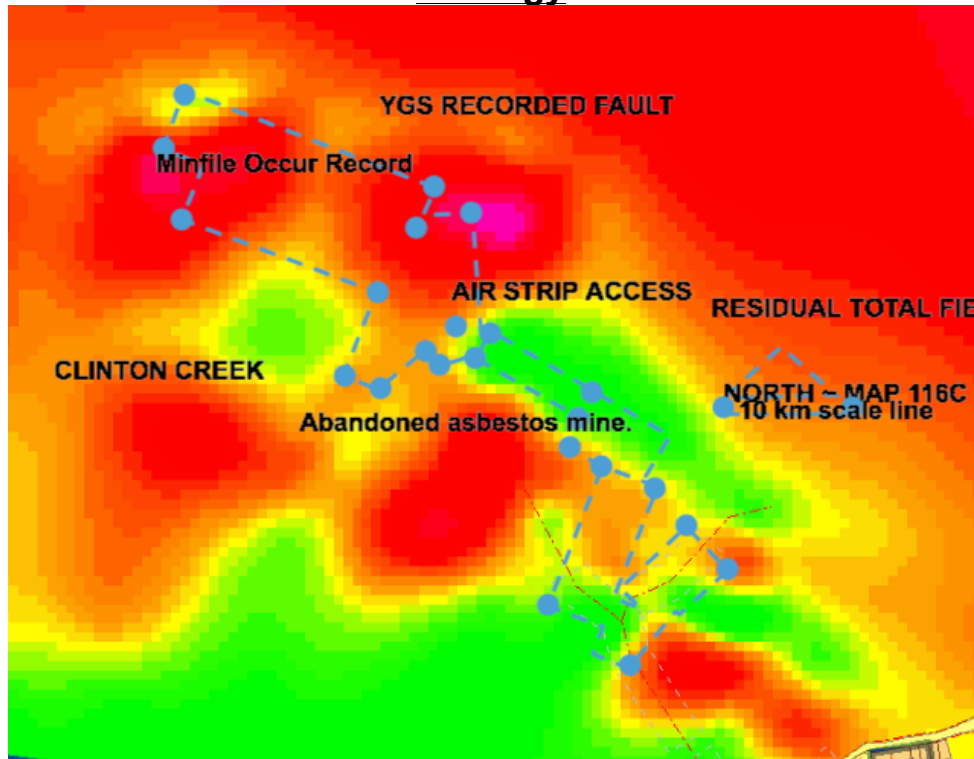 YGS RECORDED FAULT
Minfile Occur Record
AIR STRIP ACCESS
RESIDUAL TOTAL FIE
CLINTON CREEK
NORTH ~ MAP 116C
10 km scale line
Abandoned asbestos mine.